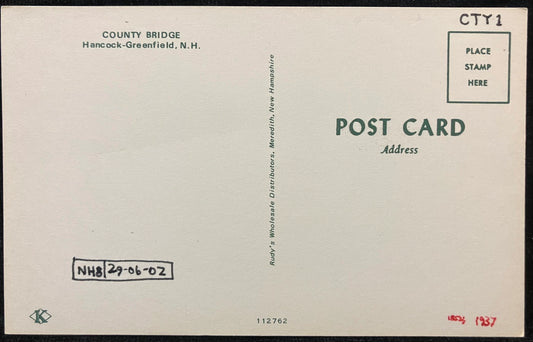 CTY1
COUNTY BRIDGE
Hancock-Greenfield, N.H.
PLACE
STAMP
HERE
Rudy's Wholesale Distributors, Meredith, New Hampshire
POST CARD
Address
NH8 29-06-02
K
112762
1937